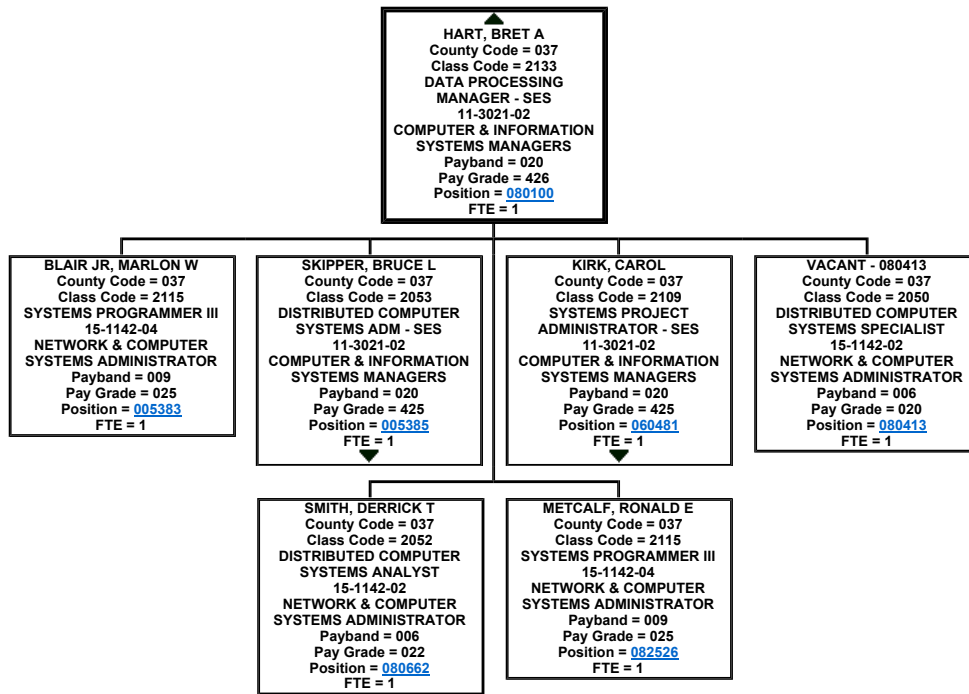 HART, BRET A
County Code = 037
Class Code = 2133
DATA PROCESSING
MANAGER - SES
11-3021-02
COMPUTER & INFORMATION
SYSTEMS MANAGERS
Payband = 020
Pay Grade = 426
Position = 080100
FTE = 1
BLAIR JR, MARLON W
County Code = 037
Class Code = 2115
SYSTEMS PROGRAMMER III
15-1142-04
NETWORK & COMPUTER
SYSTEMS ADMINISTRATOR
Payband = 009
Pay Grade = 025
Position = 005383
FTE = 1
SKIPPER, BRUCE L
County Code = 037
Class Code = 2053
DISTRIBUTED COMPUTER
SYSTEMS ADM - SES
11-3021-02
COMPUTER & INFORMATION
SYSTEMS MANAGERS
Payband = 020
Pay Grade = 425
Position = 005385
FTE = 1
KIRK, CAROL
County Code = 037
Class Code = 2109
SYSTEMS PROJECT
ADMINISTRATOR - SES
11-3021-02
COMPUTER & INFORMATION
SYSTEMS MANAGERS
Payband = 020
Pay Grade = 425
Position = 060481
FTE = 1
VACANT - 080413
County Code = 037
Class Code = 2050
DISTRIBUTED COMPUTER
SYSTEMS SPECIALIST
15-1142-02
NETWORK & COMPUTER
SYSTEMS ADMINISTRATOR
Payband = 006
Pay Grade = 020
Position = 080413
FTE = 1
SMITH, DERRICK T
County Code = 037
Class Code = 2052
DISTRIBUTED COMPUTER
SYSTEMS ANALYST
15-1142-02
NETWORK & COMPUTER
SYSTEMS ADMINISTRATOR
Payband = 006
Pay Grade = 022
Position = 080662
FTE = 1
METCALF, RONALD E
County Code = 037
Class Code = 2115
SYSTEMS PROGRAMMER III
15-1142-04
NETWORK & COMPUTER
SYSTEMS ADMINISTRATOR
Payband = 009
Pay Grade = 025
Position = 082526
FTE = 1